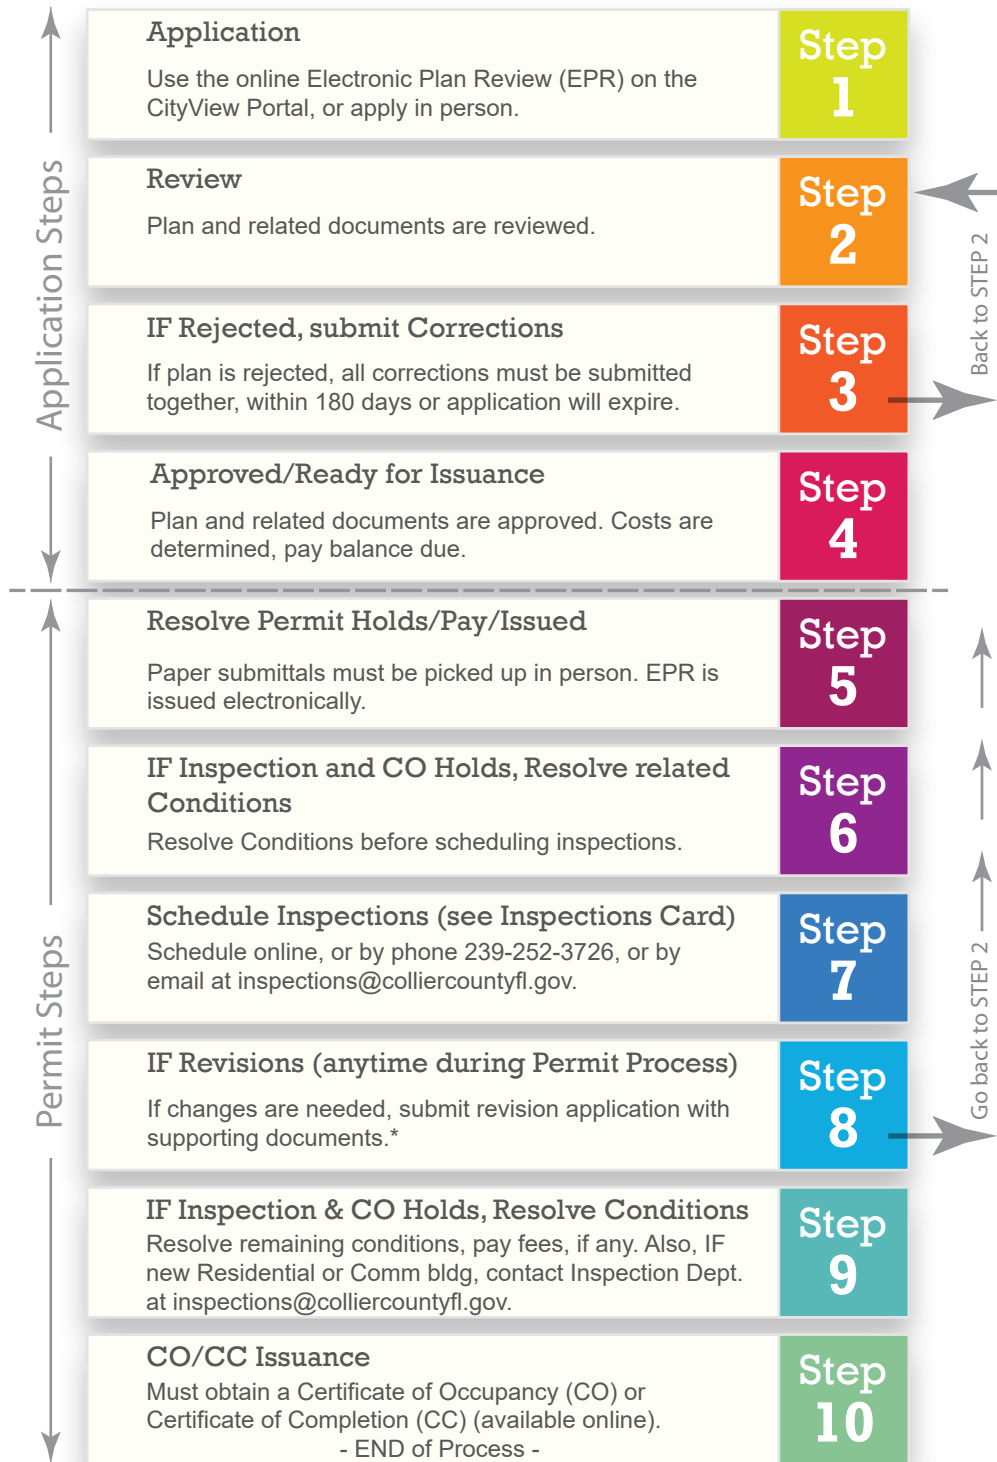 Application Steps
Application
Use the online Electronic Plan Review (EPR) on the
CityView Portal, or apply in person.
Step
1
Review
Plan and related documents are reviewed.
Step
2
Back to STEP 2
IF Rejected, submit Corrections
If plan is rejected, all corrections must be submitted
together, within 180 days or application will expire.
Step
3
Approved/Ready for Issuance
Plan and related documents are approved. Costs are
determined, pay balance due.
Step
4
Permit Steps
Resolve Permit Holds/Pay/Issued
Paper submittals must be picked up in person. EPR is
issued electronically.
Step
5
IF Inspection and CO Holds, Resolve related
Conditions
Resolve Conditions before scheduling inspections.
Step
6
Schedule Inspections (see Inspections Card)
Schedule online, or by phone 239-252-3726, or by
email at inspections@colliercountyfl.gov.
Step
7
Go back to STEP 2
IF Revisions (anytime during Permit Process)
If changes are needed, submit revision application with
supporting documents.*
Step
8
IF Inspection & CO Holds, Resolve Conditions
Resolve remaining conditions, pay fees, if any. Also, IF
new Residential or Comm bldg, contact Inspection Dept.
at inspections@colliercountyfl.gov.
Step
9
CO/CC Issuance
Must obtain a Certificate of Occupancy (CO) or
Certificate of Completion (CC) (available online).
- END of Process -
Step
10